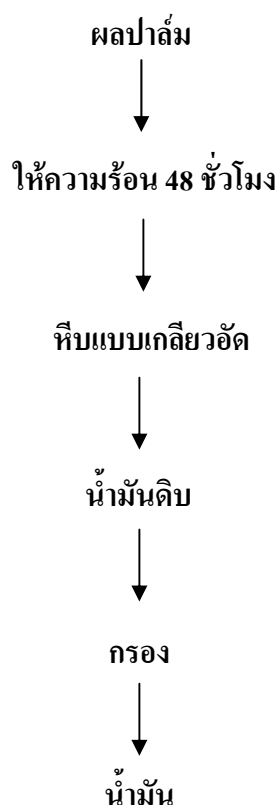 ผลปาล์ม
ให้ความร้อน 48 ชั่วโมง
หีบแบบเกลียวอัด
น้ำมันดิบ
กรอง
น้ำมัน